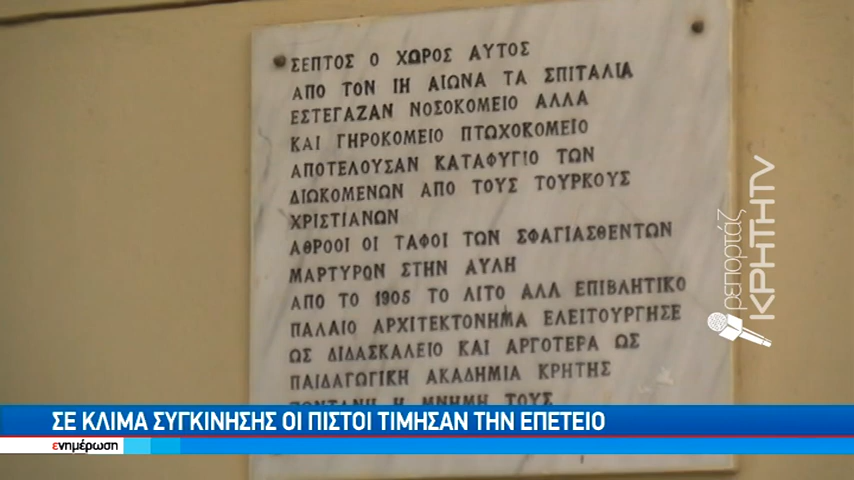 ΣΕΠΤΟΣ Ο ΧΩΡΟΣ ΑΥΤΟΣ
ΑΠΟ ΤΟΝ ΙΗ ΑΙΩΝΑ ΤΑ ΣΠΙΤΑΛΙΑ
ΕΣΤΕΓΑΖΑΝ ΝΟΣΟΚΟΜΕΙΟ ΑΛΛΑ
ΚΑΙ ΓΗΡΟΚΟΜΕΙΟ ΠΤΩΧΟΚΟΜΕΙΟ
ΑΠΟΤΕΛΟΥΣΑΝ ΚΑΤΑΦΥΓΙΟ ΤΩΝ
ΔΙΩΚΟΜΕΝΩΝ ΑΠΟ ΤΟΥΣ ΤΟΥΡΚΟΥΣ
ΧΡΙΣΤΙΑΝΩΝ
ΑΘΡΟΟΙ ΟΙ ΤΑΦΟΙ ΤΩΝ ΣΦΑΓΙΑΣΘΕΝΤΩΝ
ΜΑΡΤΥΡΩΝ ΣΤΗΝ ΑΥΛΗ
ΑΠΟ ΤΟ 1905 ΤΟ ΛΙΤΟ ΑΛΛ ΕΠΙΒΛΗΤΙΚΟ
ΠΑΛΑΙΟ ΑΡΧΙΤΕΚΤΟΝΗΜΑ ΕΛΕΙΤΟΥΡΓΗΣΕ
ΩΣ ΔΙΔΑΣΚΑΛΕΙΟ ΚΑΙ ΑΡΓΟΤΕΡΑ ΩΣ
ΠΑΙΔΑΓΩΓΙΚΗ ΑΚΑΔΗΜΙΑ ΚΡΗΤΗΣ
Η ΜΝΗΜΗ ΤΟΥΣ
ρεπορτάζ
ΚΡΗΤΗTV
ΣΕ ΚΛΙΜΑ ΣΥΓΚΙΝΗΣΗΣ ΟΙ ΠΙΣΤΟΙ ΤΙΜΗΣΑΝ ΤΗΝ ΕΠΕΤΕΙΟ
ενημέρωση